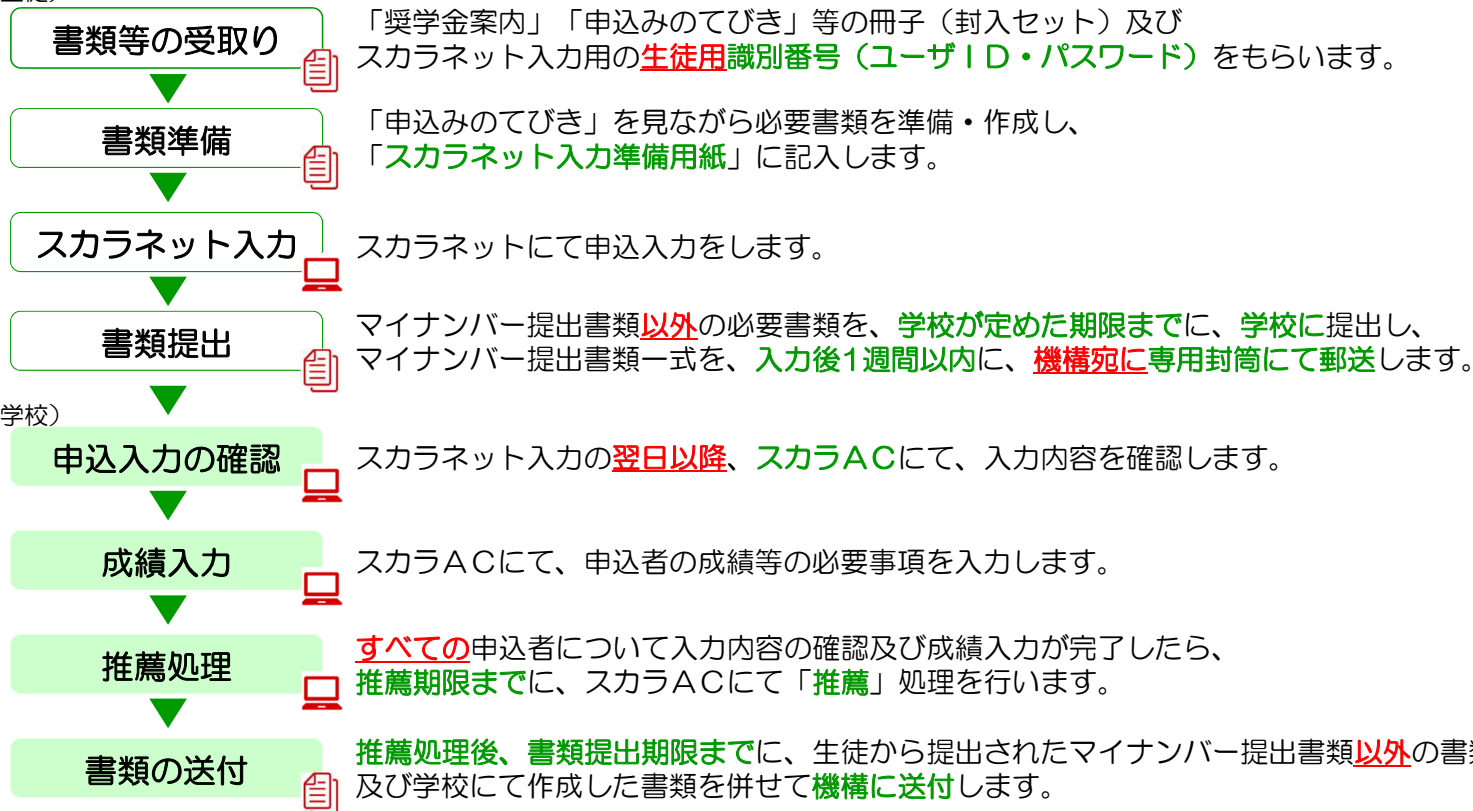 書類等の受取り
「奨学金案内」「申込みのてびき」等の冊子（封入セット）及び
スカラネット入力用の生徒用識別番号（ユーザＩＤ・パスワード）をもらいます。
書類準備
「申込みのてびき」を見ながら必要書類を準備・作成し、
「スカラネット入力準備用紙」に記入します。
スカラネット入力
スカラネットにて申込入力をします。
書類提出
マイナンバー提出書類以外の必要書類を、学校が定めた期限までに、学校に提出し、
マイナンバー提出書類一式を、入力後1週間以内に、機構宛に専用封筒にて郵送します。
学校）
申込入力の確認
スカラネット入力の翌日以降、スカラＡＣにて、入力内容を確認します。
成績入力
スカラＡＣにて、申込者の成績等の必要事項を入力します。
推薦処理
すべての申込者について入力内容の確認及び成績入力が完了したら、
推薦期限までに、スカラＡＣにて「推薦」処理を行います。
書類の送付
推薦処理後、書類提出期限までに、生徒から提出されたマイナンバー提出書類以外の書類
及び学校にて作成した書類を併せて機構に送付します。